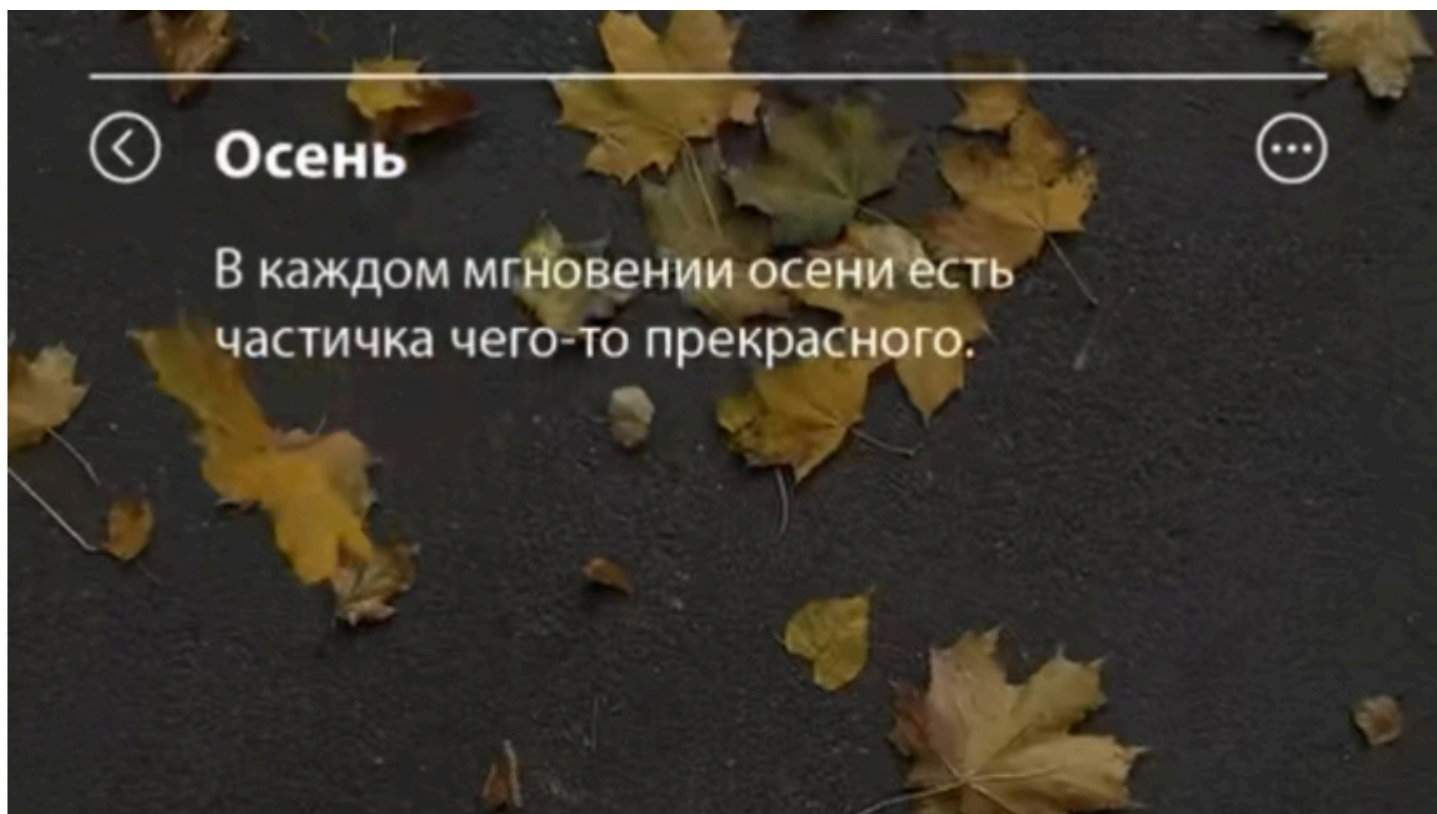 Осень
В каждом мгновении осени есть
частичка чего-то прекрасного.